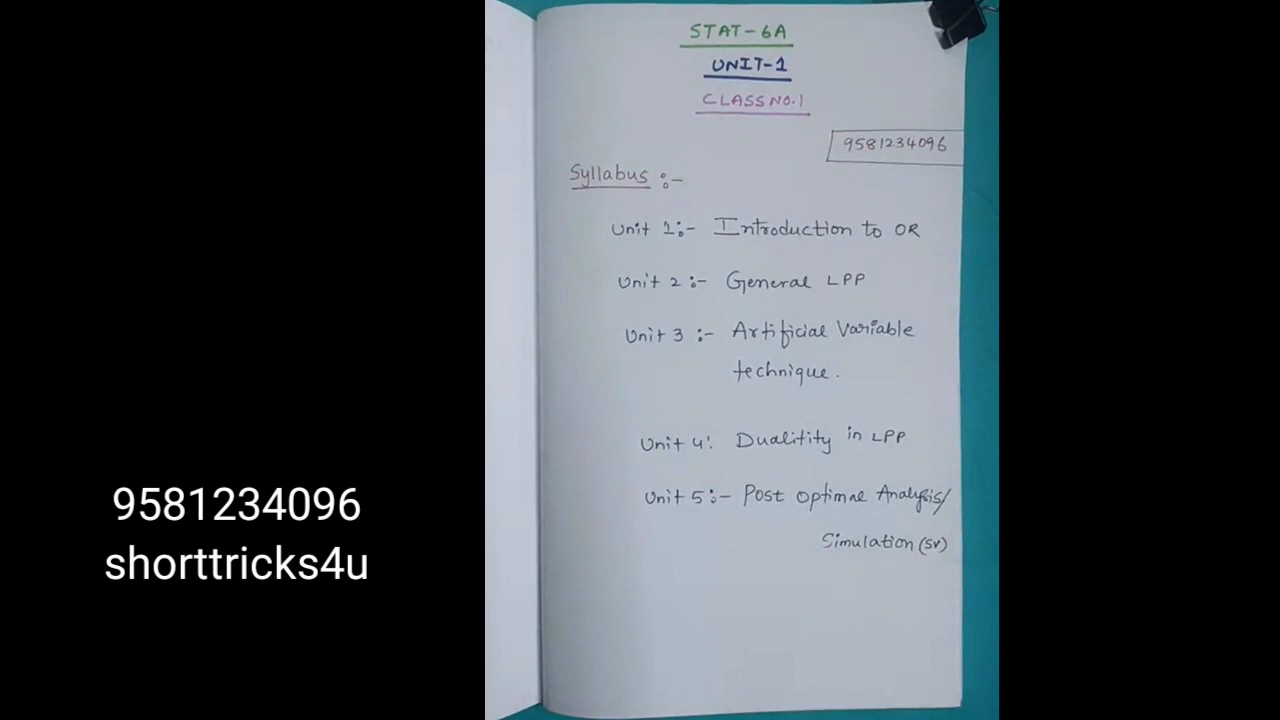 STAT-6A
UNIT-1
CLASS NO.1
9581234096
Syllabus :-
Unit 1:- Introduction to OR
Unit 2 :- General LPP
Unit 3 :- Artificial Variable
technique.
Unit 4: Dualitity in LPP
Unit 5:- Post Optimal Analysis/
Simulation (SV)
9581234096
shorttricks4u